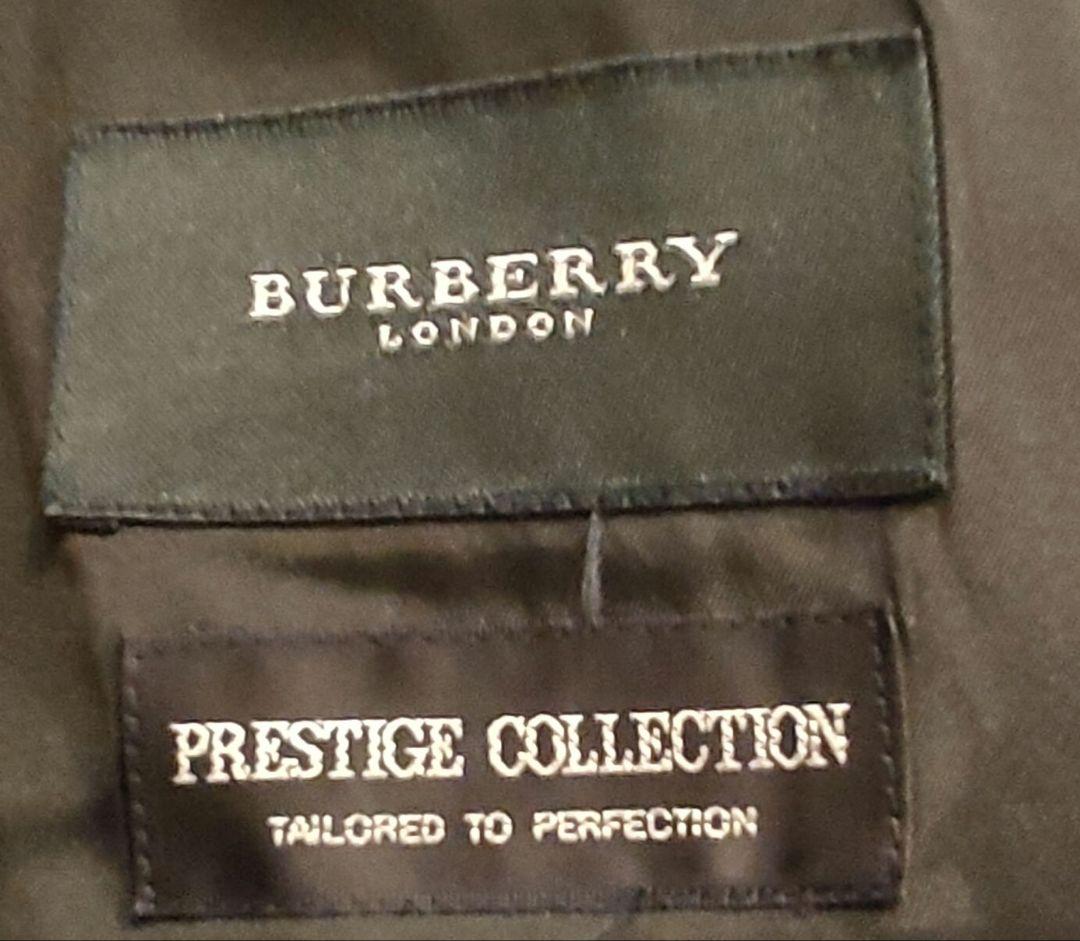 BURBERRY
LONDON
PRESTIGE COLLECTION
TAILORED TO PERFECTION